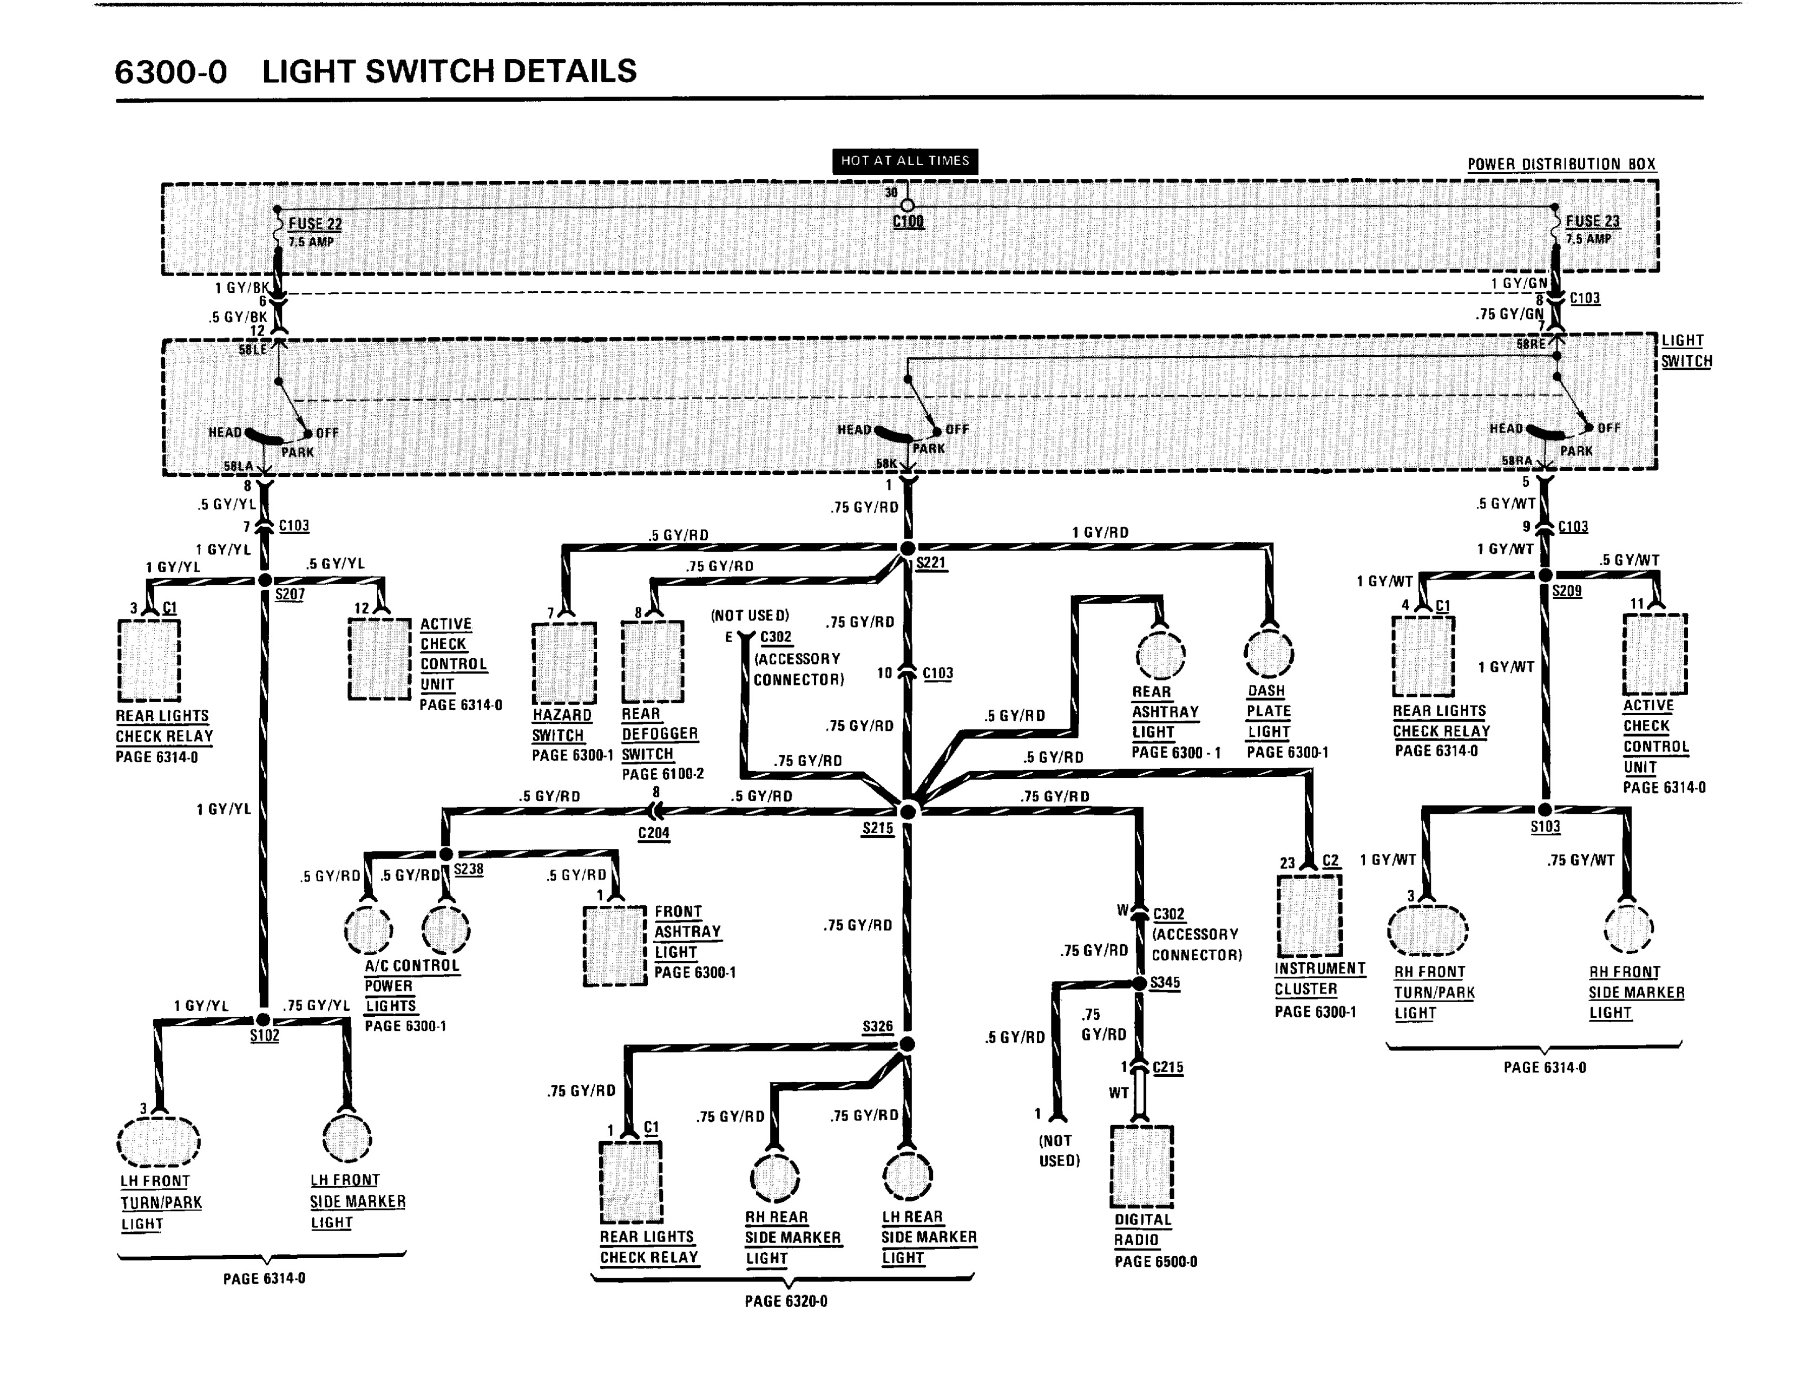 6300-0 LIGHT SWITCH DETAILS
HOT AT ALL TIMES
POWER DISTRIBUTION BOX
30
C100
FUSE 22
7.5 AMP
FUSE 23
7.5 AMP
1 GY/BK
6
.5 GY/BK
12
1 GY/GN
8
C103
.75 GY/GN
7
58LE
58RE
LIGHT
SWITCH
HEAD
OFF
PARK
58LA
HEAD
OFF
PARK
58K
HEAD
OFF
PARK
58RA
8
.5 GY/YL
7
C103
1 GY/YL
1 GY/YL
.5 GY/YL
S207
3
C1
12
REAR LIGHTS
CHECK RELAY
PAGE 6314-0
ACTIVE
CHECK
CONTROL
UNIT
PAGE 6314-0
1 GY/YL
1 GY/YL
.75 GY/YL
S102
3
LH FRONT
TURN/PARK
LIGHT
LH FRONT
SIDE MARKER
LIGHT
PAGE 6314-0
1
.75 GY/RD
.5 GY/RD
1 GY/RD
.75 GY/RD
S221
7
8
HAZARD
SWITCH
PAGE 6300-1
REAR
DEFOGGER
SWITCH
PAGE 6100-2
(NOT USED)
E
C302
(ACCESSORY
CONNECTOR)
.75 GY/RD
10
C103
.75 GY/RD
.75 GY/RD
.5 GY/RD
REAR
ASHTRAY
LIGHT
PAGE 6300 - 1
DASH
PLATE
LIGHT
PAGE 6300-1
.5 GY/RD
.5 GY/RD
8
C204
.5 GY/RD
S215
.75 GY/RD
.5 GY/RD
.5 GY/RD
S238
.5 GY/RD
1
A/C CONTROL
POWER
LIGHTS
PAGE 6300-1
FRONT
ASHTRAY
LIGHT
PAGE 6300-1
.75 GY/RD
23
C2
INSTRUMENT
CLUSTER
PAGE 6300-1
W
C302
(ACCESSORY
CONNECTOR)
.75 GY/RD
S345
.5 GY/RD
.75
GY/RD
1
C215
WT
1
(NOT
USED)
DIGITAL
RADIO
PAGE 6500-0
S326
.75 GY/RD
.75 GY/RD
.75 GY/RD
1
C1
REAR LIGHTS
CHECK RELAY
RH REAR
SIDE MARKER
LIGHT
LH REAR
SIDE MARKER
LIGHT
PAGE 6320-0
5
.5 GY/WT
9
C103
1 GY/WT
1 GY/WT
.5 GY/WT
S209
4
C1
11
1 GY/WT
REAR LIGHTS
CHECK RELAY
PAGE 6314-0
ACTIVE
CHECK
CONTROL
UNIT
PAGE 6314-0
S103
1 GY/WT
.75 GY/WT
3
RH FRONT
TURN/PARK
LIGHT
RH FRONT
SIDE MARKER
LIGHT
PAGE 6314-0